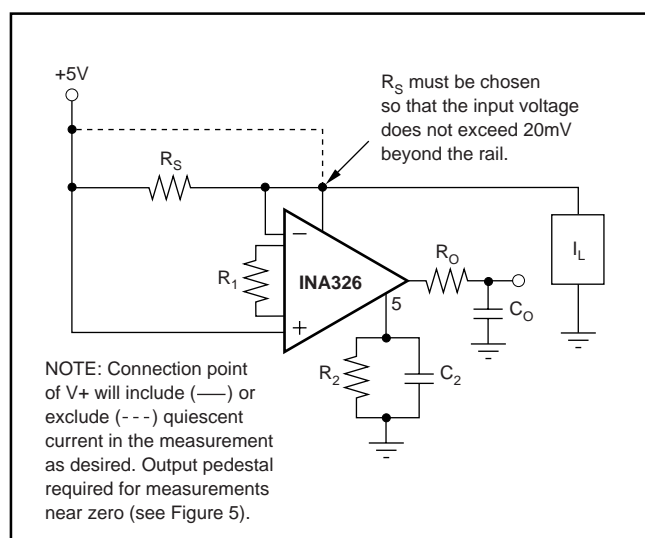 +5V
R_S must be chosen
so that the input voltage
does not exceed 20mV
beyond the rail.
R_S
−
R_1
INA326
+
5
R_O
C_O
I_L
R_2
C_2
NOTE: Connection point
of V+ will include (——) or
exclude (- - -) quiescent
current in the measurement
as desired. Output pedestal
required for measurements
near zero (see Figure 5).